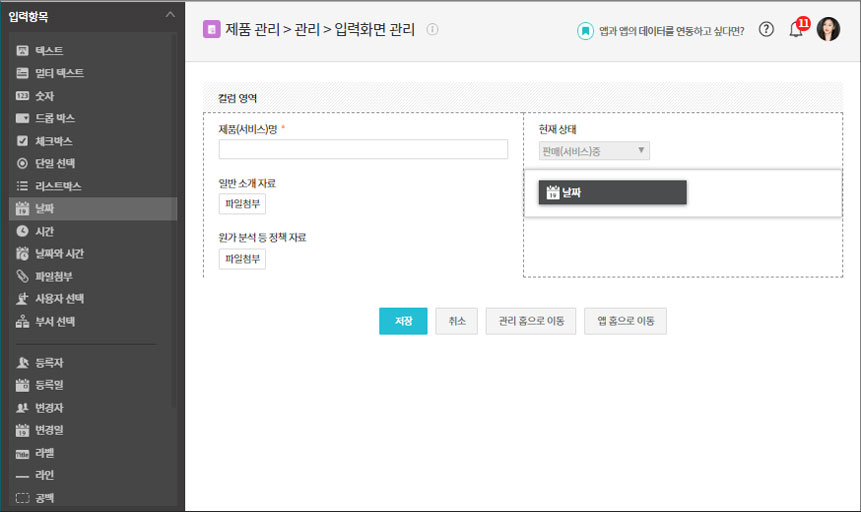 입력항목
텍스트
멀티 텍스트
123 숫자
드롭 박스
체크박스
단일 선택
리스트박스
19 날짜
시간
날짜와 시간
파일첨부
사용자 선택
부서 선택
등록자
등록일
변경자
19 변경일
Title 라벨
라인
공백
제품 관리 > 관리 > 입력화면 관리
앱과 앱의 데이터를 연동하고 싶다면?
11
컬럼 영역
제품(서비스)명 *
일반 소개 자료
파일첨부
원가 분석 등 정책 자료
파일첨부
현재 상태
판매(서비스)중
19 날짜
저장
취소
관리 홈으로 이동
앱 홈으로 이동